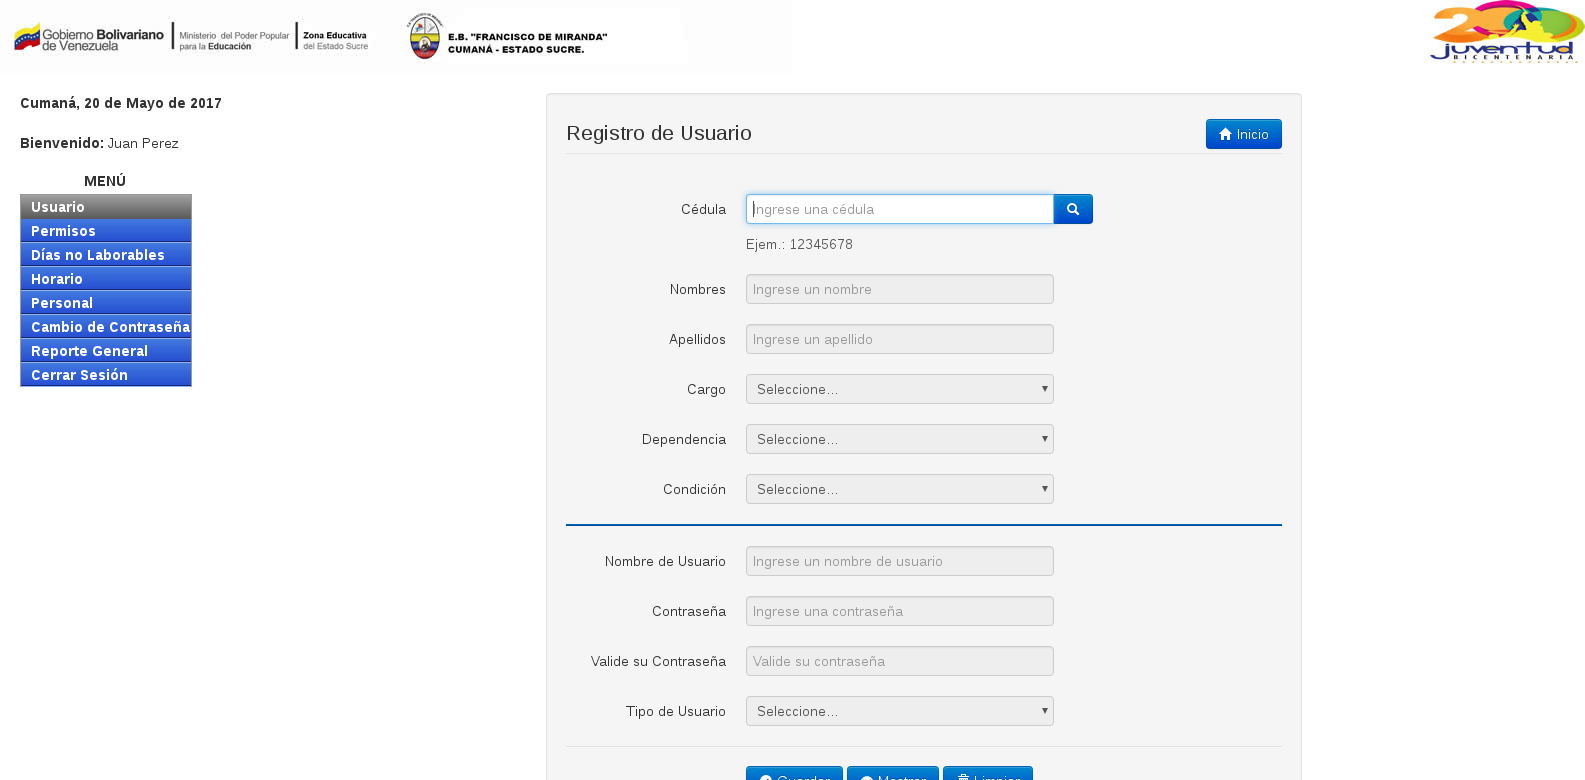 Gobierno Bolivariano de Venezuela
Ministerio del Poder Popular para la Educación
Zona Educativa del Estado Sucre
E.B. "FRANCISCO DE MIRANDA"
CUMANÁ - ESTADO SUCRE.
200
juventud
BICENTENARIA
Cumaná, 20 de Mayo de 2017
Bienvenido: Juan Perez
MENÚ
Usuario
Permisos
Días no Laborables
Horario
Personal
Cambio de Contraseña
Reporte General
Cerrar Sesión
Registro de Usuario
Inicio
Cédula
Ingrese una cédula
Ejem.: 12345678
Nombres
Ingrese un nombre
Apellidos
Ingrese un apellido
Cargo
Seleccione...
Dependencia
Seleccione...
Condición
Seleccione...
Nombre de Usuario
Ingrese un nombre de usuario
Contraseña
Ingrese una contraseña
Valide su Contraseña
Valide su contraseña
Tipo de Usuario
Seleccione...
Guardar
Mostrar
Limpiar